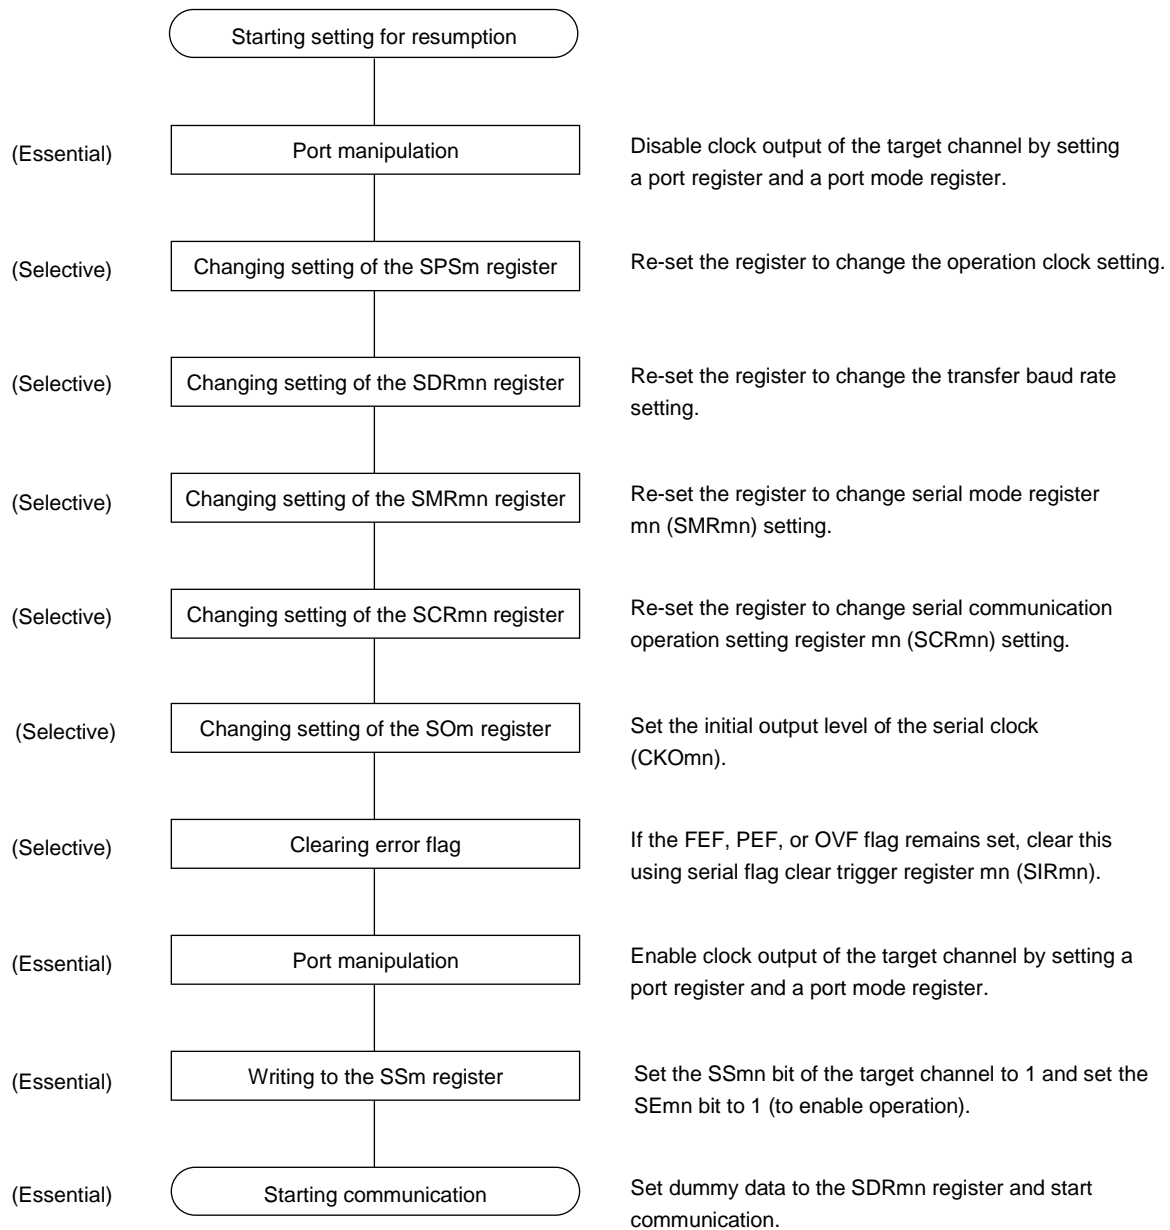 Starting setting for resumption
(Essential)
Port manipulation
Disable clock output of the target channel by setting
a port register and a port mode register.
(Selective)
Changing setting of the SPSm register
Re-set the register to change the operation clock setting.
(Selective)
Changing setting of the SDRmn register
Re-set the register to change the transfer baud rate
setting.
(Selective)
Changing setting of the SMRmn register
Re-set the register to change serial mode register
mn (SMRmn) setting.
(Selective)
Changing setting of the SCRmn register
Re-set the register to change serial communication
operation setting register mn (SCRmn) setting.
(Selective)
Changing setting of the SOm register
Set the initial output level of the serial clock
(CKOmn).
(Selective)
Clearing error flag
If the FEF, PEF, or OVF flag remains set, clear this
using serial flag clear trigger register mn (SIRmn).
(Essential)
Port manipulation
Enable clock output of the target channel by setting a
port register and a port mode register.
(Essential)
Writing to the SSm register
Set the SSmn bit of the target channel to 1 and set the
SEmn bit to 1 (to enable operation).
(Essential)
Starting communication
Set dummy data to the SDRmn register and start
communication.